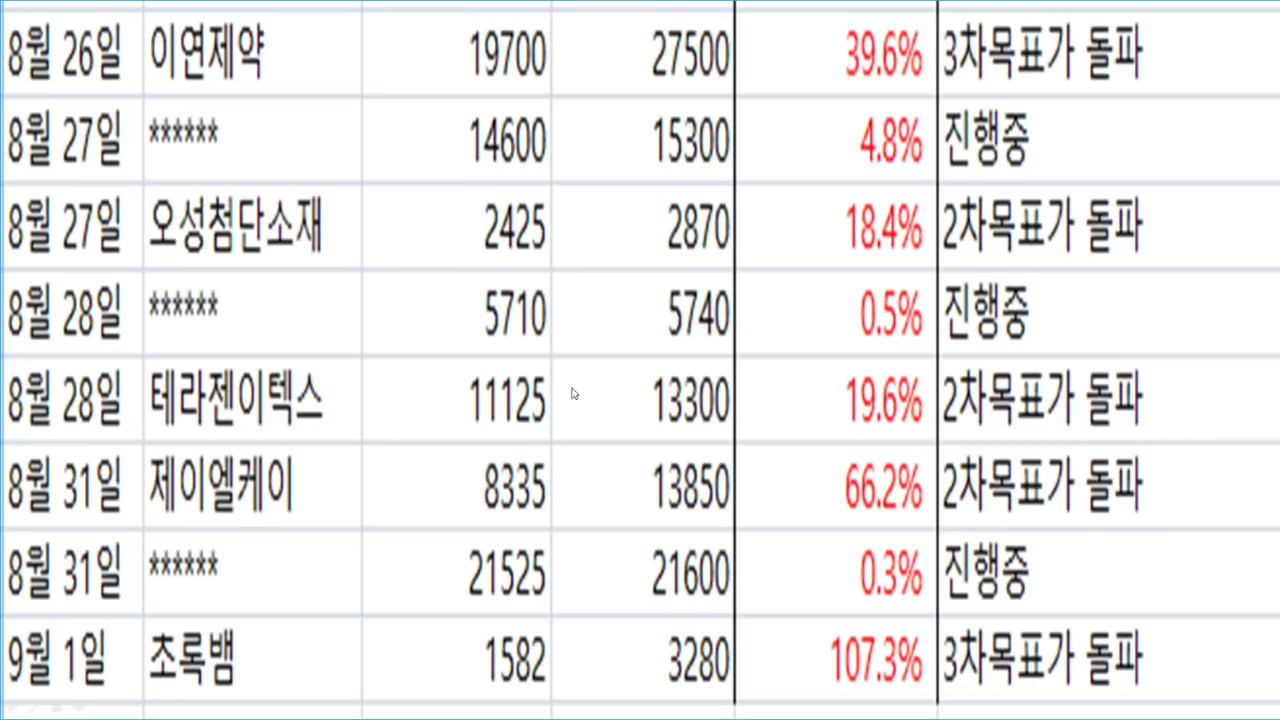 8월 26일 이연제약 19700 27500 39.6% 3차목표가 돌파
8월 27일 ****** 14600 15300 4.8% 진행중
8월 27일 오성첨단소재 2425 2870 18.4% 2차목표가 돌파
8월 28일 ****** 5710 5740 0.5% 진행중
8월 28일 테라젠이텍스 11125 13300 19.6% 2차목표가 돌파
8월 31일 제이엘케이 8335 13850 66.2% 2차목표가 돌파
8월 31일 ****** 21525 21600 0.3% 진행중
9월 1일 초록뱀 1582 3280 107.3% 3차목표가 돌파